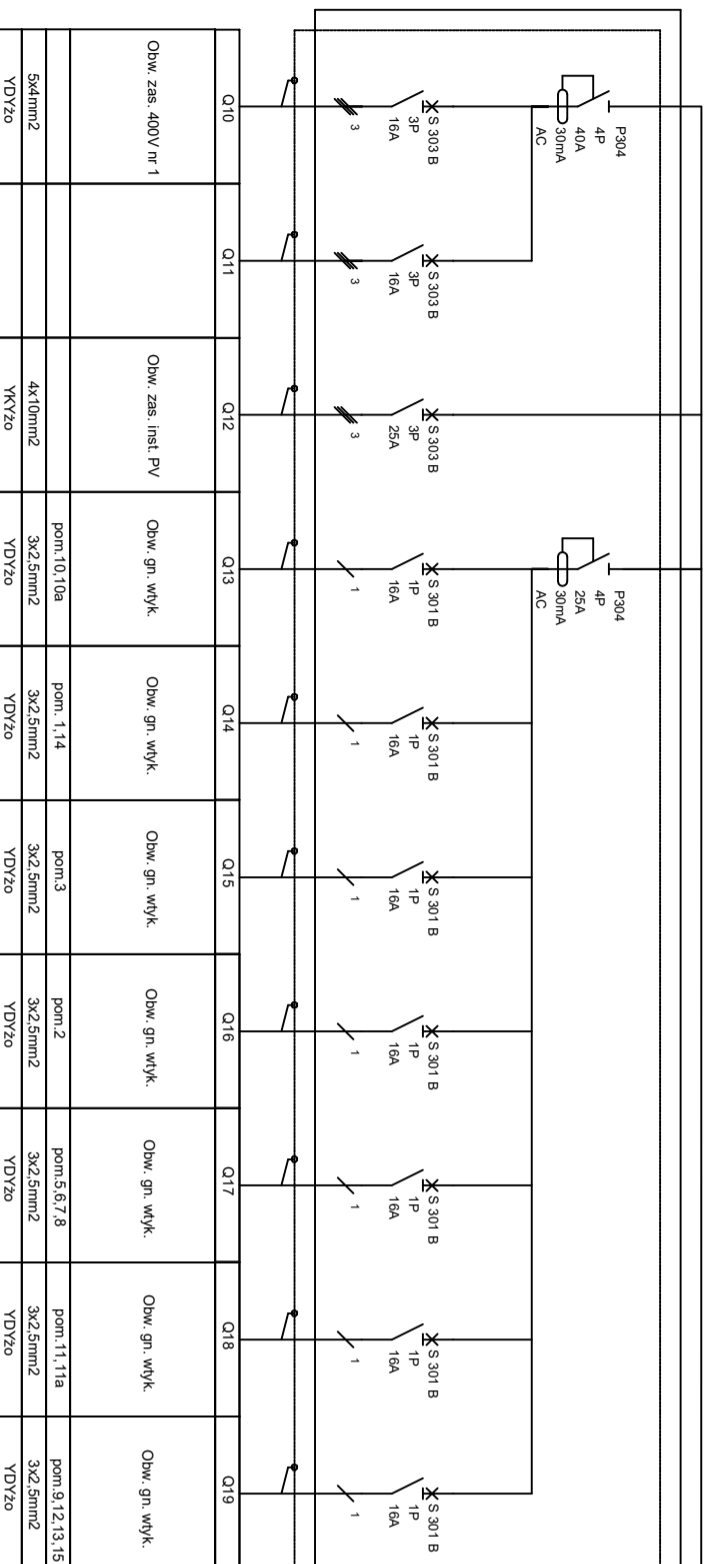 P304
4P
40A
30mA
AC
P304
4P
25A
30mA
AC
S 303 B
3P
16A
3
S 303 B
3P
16A
3
S 303 B
3P
25A
3
S 301 B
1P
16A
1
S 301 B
1P
16A
1
S 301 B
1P
16A
1
S 301 B
1P
16A
1
S 301 B
1P
16A
1
S 301 B
1P
16A
1
S 301 B
1P
16A
1
Q10 Q11 Q12 Q13 Q14 Q15 Q16 Q17 Q18 Q19
Obw. zas. 400V nr 1 Obw. zas. inst. PV Obw. gn. wtyk. Obw. gn. wtyk. Obw. gn. wtyk. Obw. gn. wtyk. Obw. gn. wtyk. Obw. gn. wtyk. Obw. gn. wtyk.
pom.10,10a pom. 1,14 pom.3 pom.2 pom.5,6,7,8 pom.11,11a pom.9,12,13,15
5x4mm2 4x10mm2 3x2,5mm2 3x2,5mm2 3x2,5mm2 3x2,5mm2 3x2,5mm2 3x2,5mm2 3x2,5mm2
YDYżo YKYżo YDYżo YDYżo YDYżo YDYżo YDYżo YDYżo YDYżo